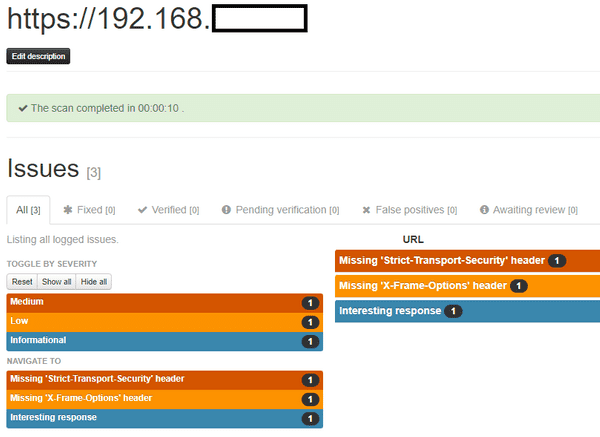 https://192.168.
Edit description
The scan completed in 00:00:10 .
Issues [3]
All [3] Fixed [0] Verified [0] Pending verification [0] False positives [0] Awaiting review [0]
Listing all logged issues.
TOGGLE BY SEVERITY
Reset Show all Hide all
Medium 1
Low 1
Informational 1
NAVIGATE TO
Missing 'Strict-Transport-Security' header 1
Missing 'X-Frame-Options' header 1
Interesting response 1
URL
Missing 'Strict-Transport-Security' header 1
Missing 'X-Frame-Options' header 1
Interesting response 1